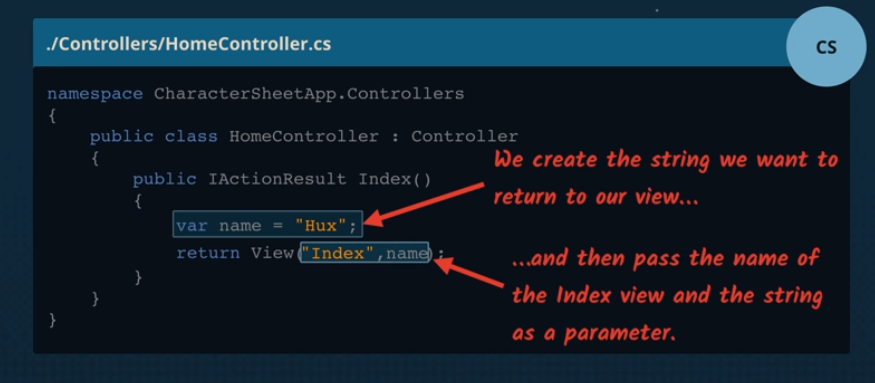 ./Controllers/HomeController.cs
CS
namespace CharacterSheetApp.Controllers
{
public class HomeController : Controller
{
public IActionResult Index()
{
var name = "Hux";
return View("Index",name);
}
}
}
We create the string we want to
return to our view...
...and then pass the name of
the Index view and the string
as a parameter.